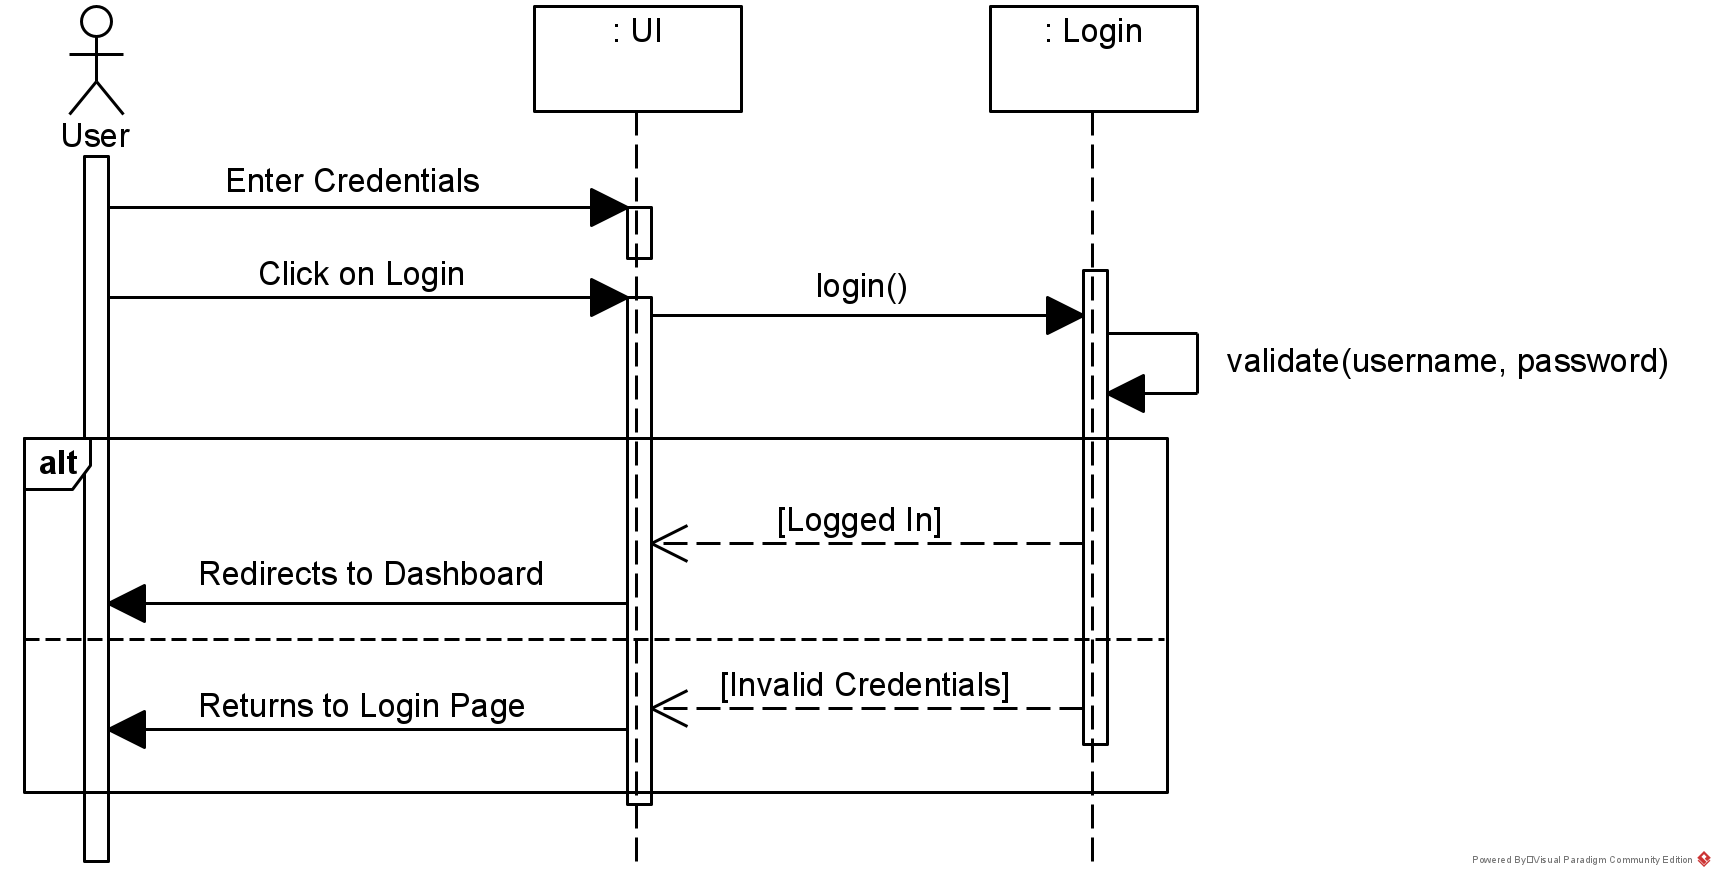 : UI
: Login
User
Enter Credentials
Click on Login
login()
validate(username, password)
alt
[Logged In]
Redirects to Dashboard
[Invalid Credentials]
Returns to Login Page
Powered By□Visual Paradigm Community Edition